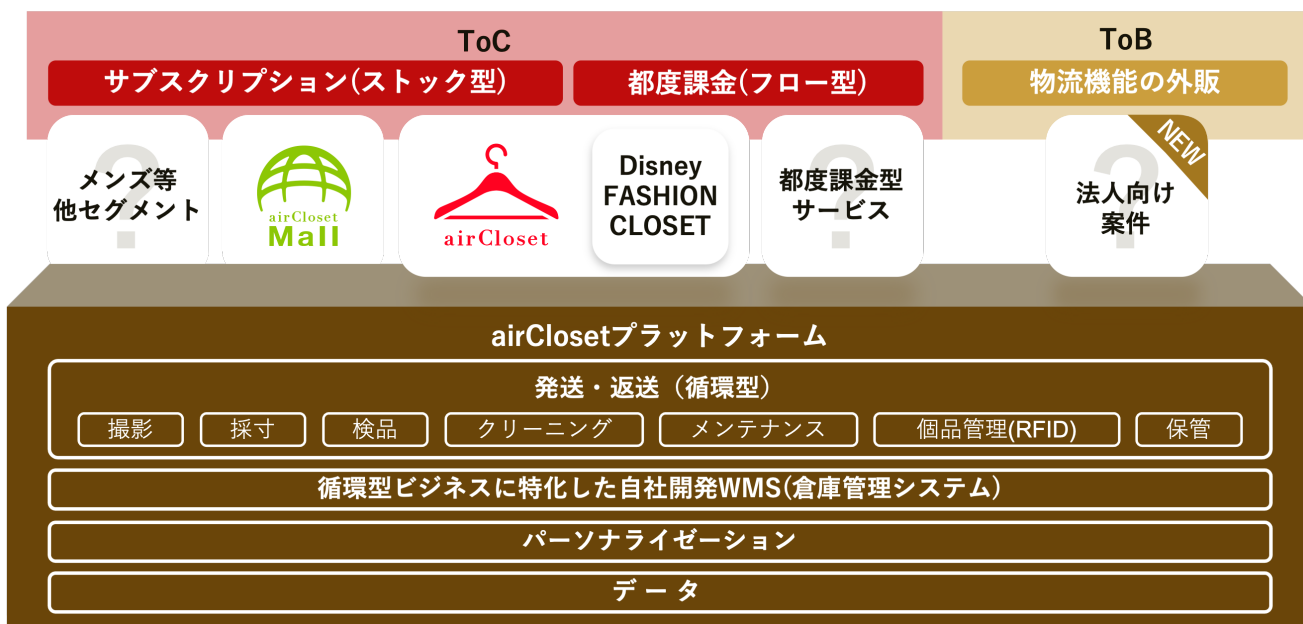 ToC
ToB
サブスクリプション(ストック型)
都度課金(フロー型)
物流機能の外販
?
メンズ等
他セグメント
airCloset
Mall
airCloset
Disney
FASHION
CLOSET
?
都度課金型
サービス
?
法人向け
案件
NEW
airClosetプラットフォーム
発送・返送（循環型）
撮影
採寸
検品
クリーニング
メンテナンス
個品管理(RFID)
保管
循環型ビジネスに特化した自社開発WMS(倉庫管理システム)
パーソナライゼーション
データ